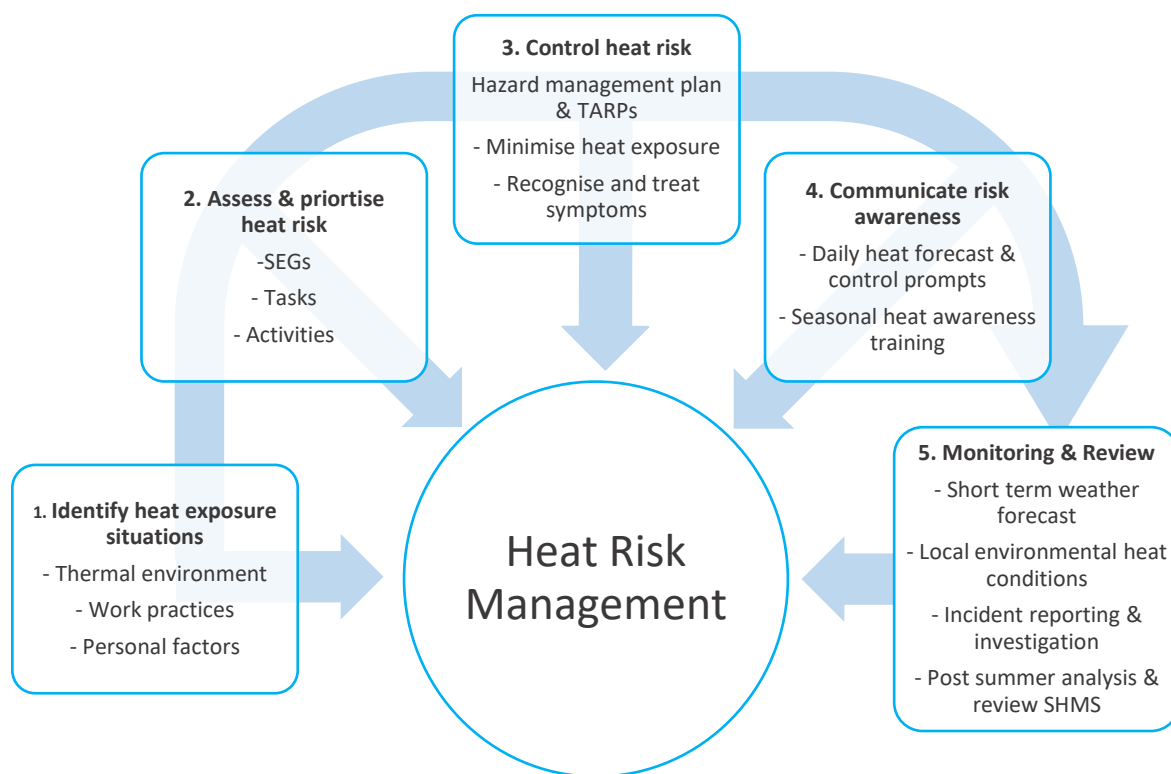 1. Identify heat exposure
situations
- Thermal environment
- Work practices
- Personal factors
2. Assess & priortise
heat risk
-SEGs
- Tasks
- Activities
3. Control heat risk
Hazard management plan
& TARPs
- Minimise heat exposure
- Recognise and treat
symptoms
4. Communicate risk
awareness
- Daily heat forecast &
control prompts
- Seasonal heat awareness
training
5. Monitoring & Review
- Short term weather
forecast
- Local environmental heat
conditions
- Incident reporting &
investigation
- Post summer analysis &
review SHMS
Heat Risk
Management